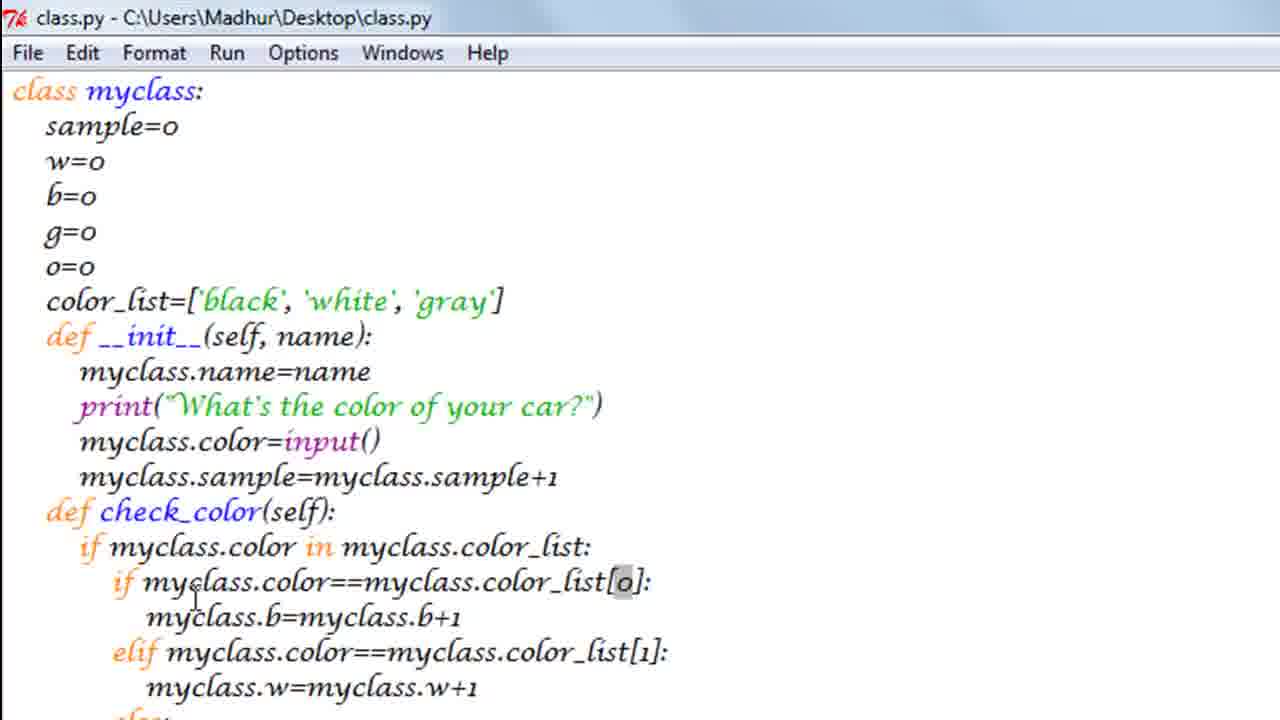 class.py - C:\Users\Madhur\Desktop\class.py
File Edit Format Run Options Windows Help
class myclass:
    sample=0
    w=0
    b=0
    g=0
    o=0
    color_list=['black', 'white', 'gray']
    def __init__(self, name):
        myclass.name=name
        print("What's the color of your car?")
        myclass.color=input()
        myclass.sample=myclass.sample+1
    def check_color(self):
        if myclass.color in myclass.color_list:
            if myclass.color==myclass.color_list[0]:
                myclass.b=myclass.b+1
            elif myclass.color==myclass.color_list[1]:
                myclass.w=myclass.w+1
            else: